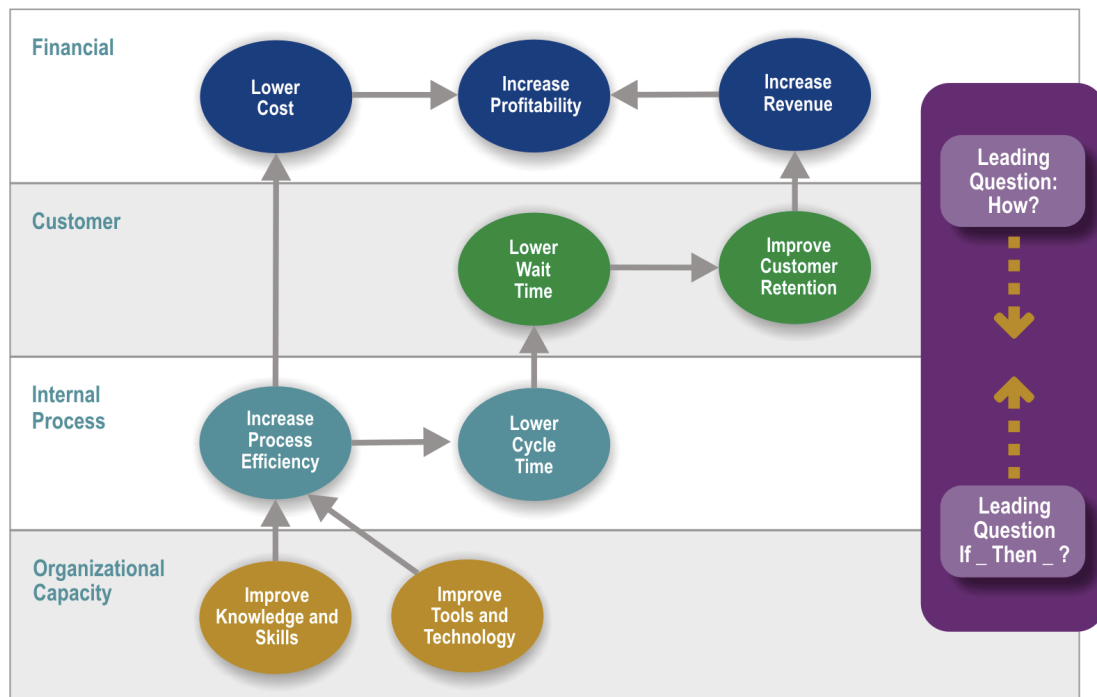 Financial
Lower
Cost
Increase
Profitability
Increase
Revenue
Customer
Lower
Wait
Time
Improve
Customer
Retention
Internal
Process
Increase
Process
Efficiency
Lower
Cycle
Time
Organizational
Capacity
Improve
Knowledge and
Skills
Improve
Tools and
Technology
Leading
Question:
How?
Leading
Question
If _ Then _ ?